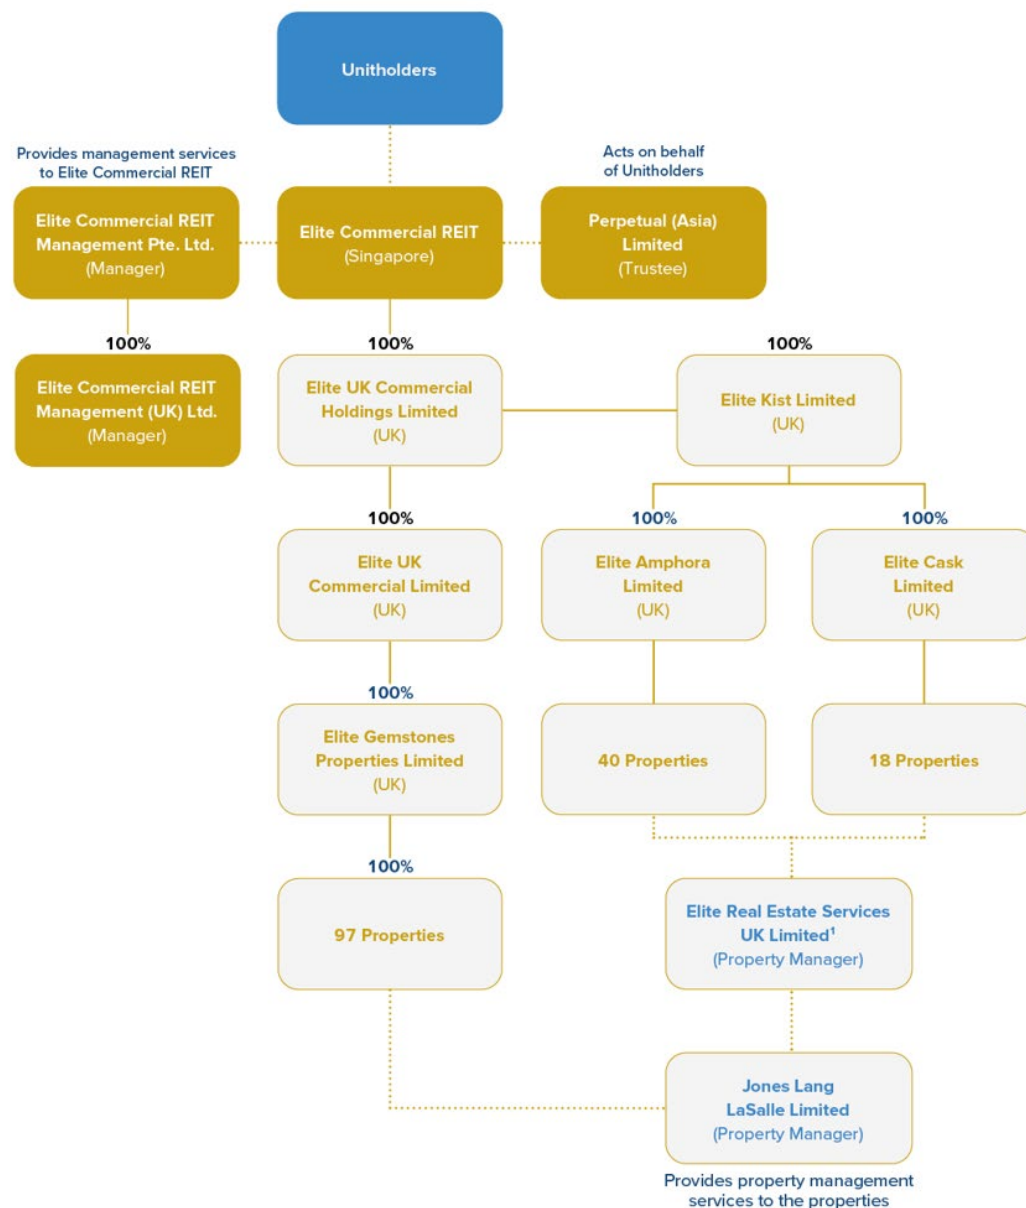 Unitholders
Provides management services
to Elite Commercial REIT
Acts on behalf
of Unitholders
Elite Commercial REIT
Management Pte. Ltd.
(Manager)
Elite Commercial REIT
(Singapore)
Perpetual (Asia)
Limited
(Trustee)
100%
100%
100%
Elite Commercial REIT
Management (UK) Ltd.
(Manager)
Elite UK Commercial
Holdings Limited
(UK)
Elite Kist Limited
(UK)
100%
100%
100%
Elite UK
Commercial Limited
(UK)
Elite Amphora
Limited
(UK)
Elite Cask
Limited
(UK)
100%
Elite Gemstones
Properties Limited
(UK)
40 Properties
18 Properties
100%
97 Properties
Elite Real Estate Services
UK Limited¹
(Property Manager)
Jones Lang
LaSalle Limited
(Property Manager)
Provides property management
services to the properties